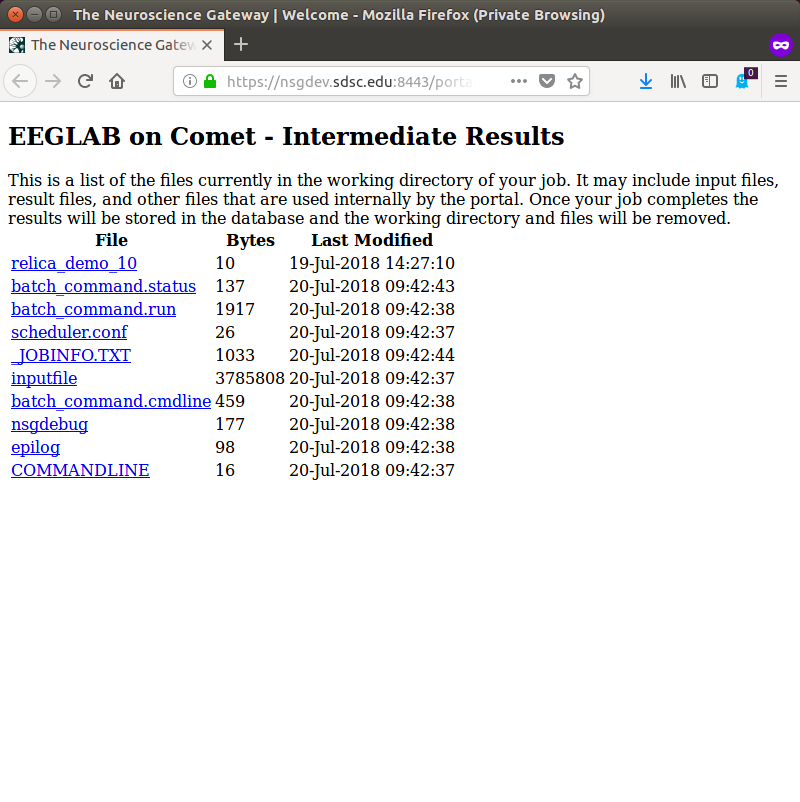 The Neuroscience Gateway | Welcome - Mozilla Firefox (Private Browsing)
The Neuroscience Gatew
https://nsgdev.sdsc.edu:8443/porta
0
EEGLAB on Comet - Intermediate Results
This is a list of the files currently in the working directory of your job. It may include input files,
result files, and other files that are used internally by the portal. Once your job completes the
results will be stored in the database and the working directory and files will be removed.
File Bytes Last Modified
relica_demo_10 10 19-Jul-2018 14:27:10
batch_command.status 137 20-Jul-2018 09:42:43
batch_command.run 1917 20-Jul-2018 09:42:38
scheduler.conf 26 20-Jul-2018 09:42:37
_JOBINFO.TXT 1033 20-Jul-2018 09:42:44
inputfile 3785808 20-Jul-2018 09:42:37
batch_command.cmdline 459 20-Jul-2018 09:42:38
nsgdebug 177 20-Jul-2018 09:42:38
epilog 98 20-Jul-2018 09:42:38
COMMANDLINE 16 20-Jul-2018 09:42:37